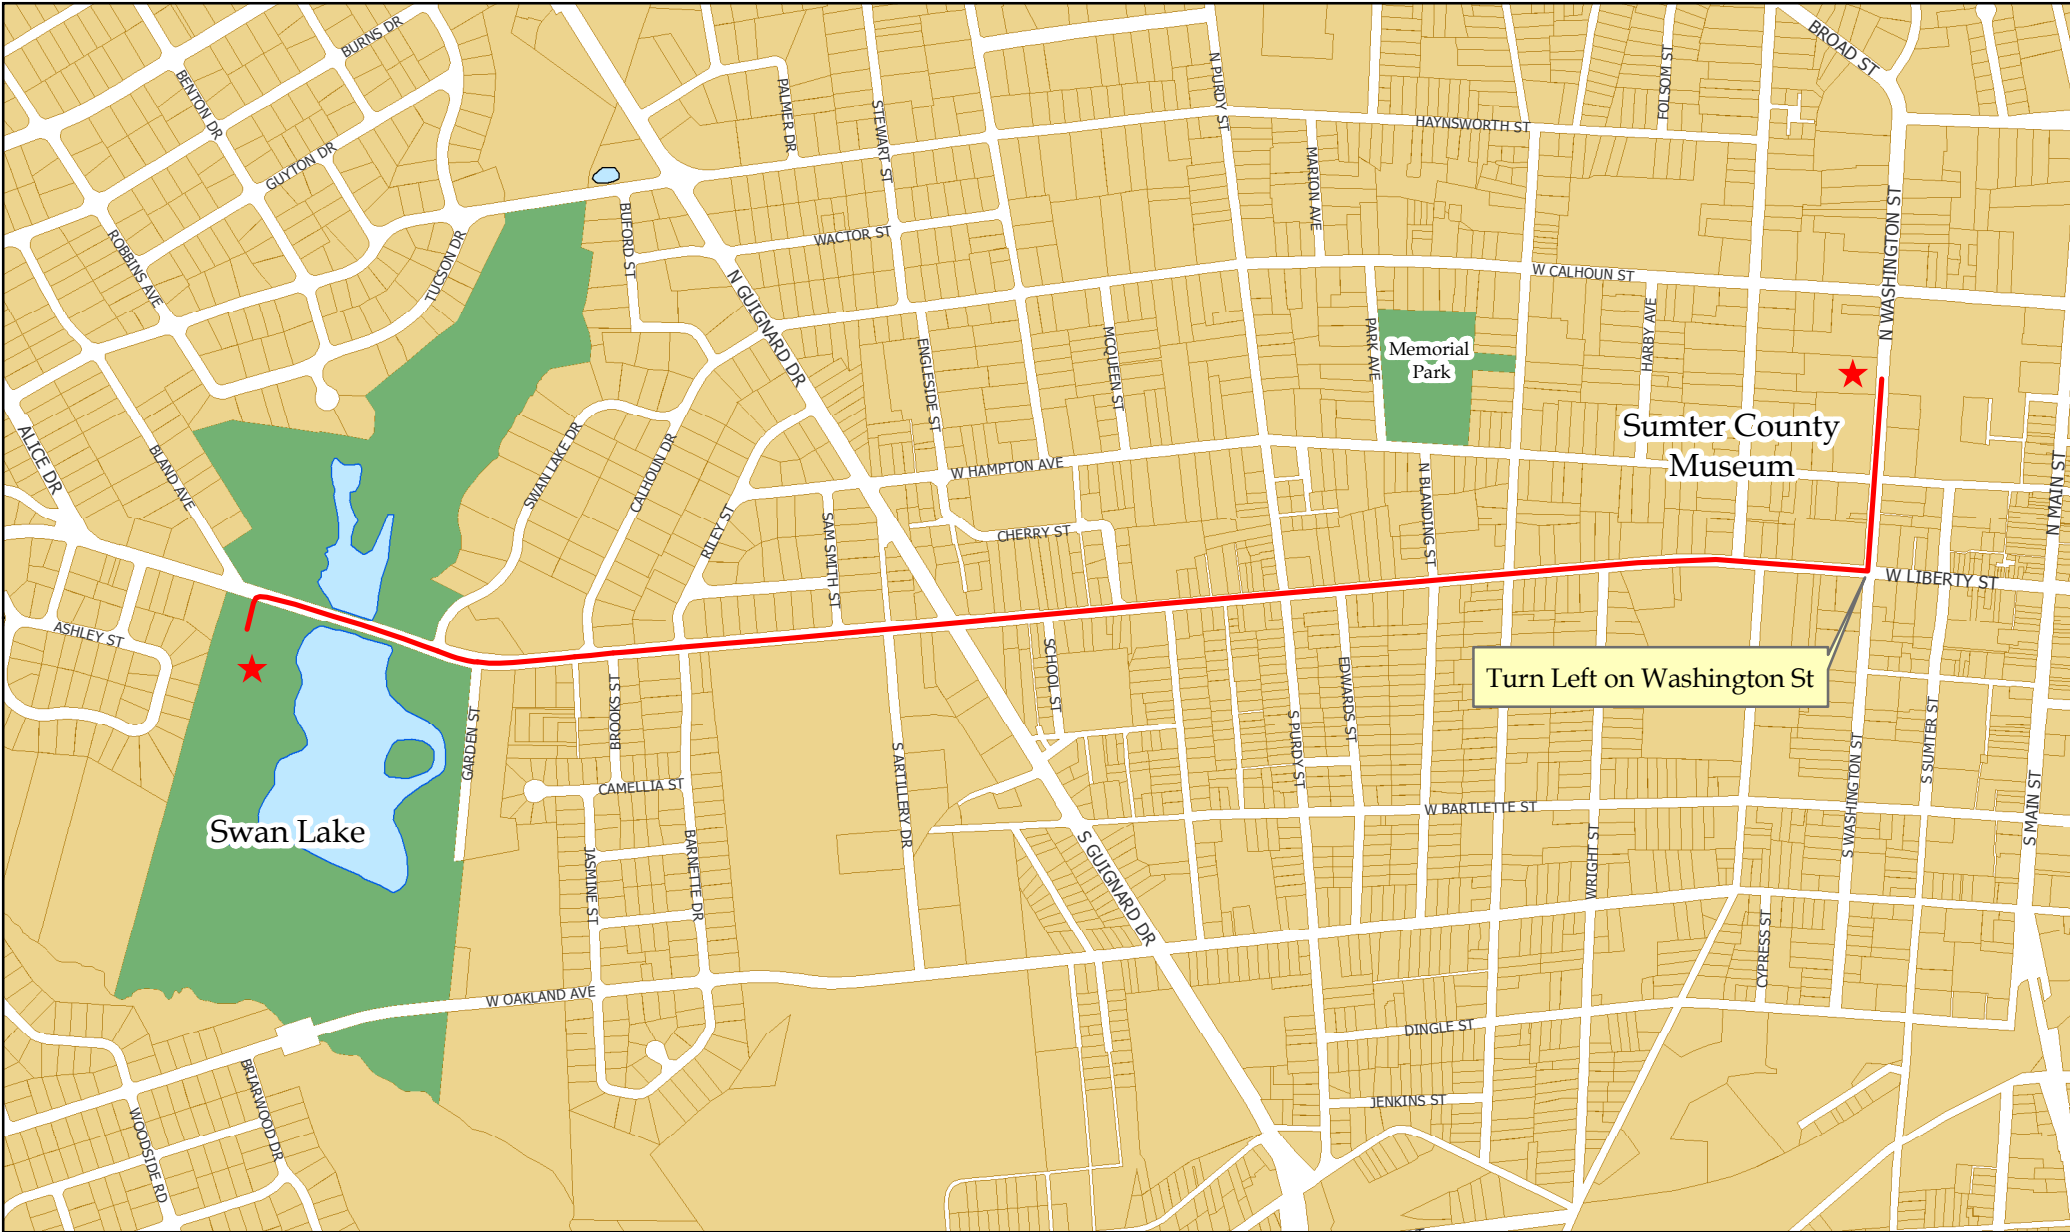 BURNS DR
BROAD ST
BENTON DR
PALMER DR
N PURDY ST
FOLSOM ST
STEWART ST
HAYNSWORTH ST
GUYTON DR
MARION AVE
BUFORD ST
WACTOR ST
N WASHINGTON ST
ROBBINS AVE
TUCSON DR
W CALHOUN ST
N GUIGNARD DR
HARBY AVE
PARK AVE
Memorial
Park
ENGLESIDE ST
MCQUEEN ST
Sumter County
Museum
ALICE DR
BLAND AVE
SWAN LAKE DR
CALHOUN DR
W HAMPTON AVE
N BLANDING ST
N MAIN ST
RILEY ST
SAM SMITH ST
CHERRY ST
W LIBERTY ST
ASHLEY ST
SCHOOL ST
EDWARDS ST
Turn Left on Washington St
GARDEN ST
BROOKS ST
S ARTILLERY DR
S PURDY ST
S WASHINGTON ST
S SUMTER ST
S MAIN ST
CAMELLIA ST
W BARTLETTE ST
Swan Lake
JASMINE ST
BARNETTE DR
S GUIGNARD DR
WRIGHT ST
CYPRESS ST
W OAKLAND AVE
DINGLE ST
BRIARWOOD DR
WOODSIDE RD
JENKINS ST